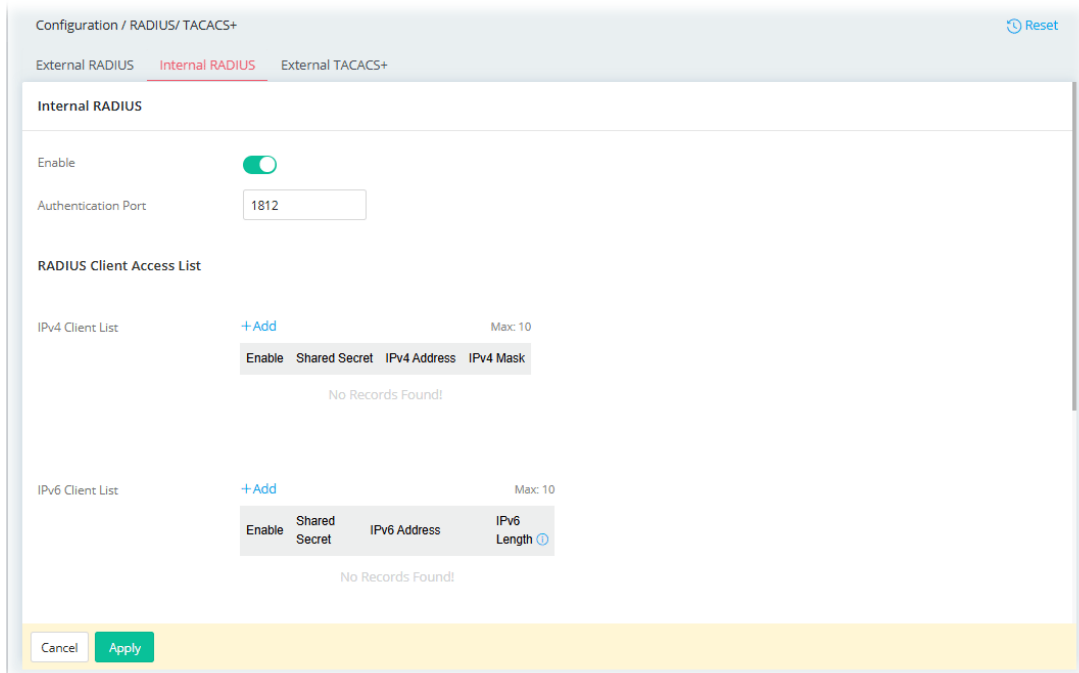 Configuration / RADIUS/ TACACS+
Reset
External RADIUS Internal RADIUS External TACACS+
Internal RADIUS
Enable
Authentication Port 1812
RADIUS Client Access List
IPv4 Client List +Add Max: 10
Enable Shared Secret IPv4 Address IPv4 Mask
No Records Found!
IPv6 Client List +Add Max: 10
Enable Shared Secret IPv6 Address IPv6 Length
No Records Found!
Cancel Apply